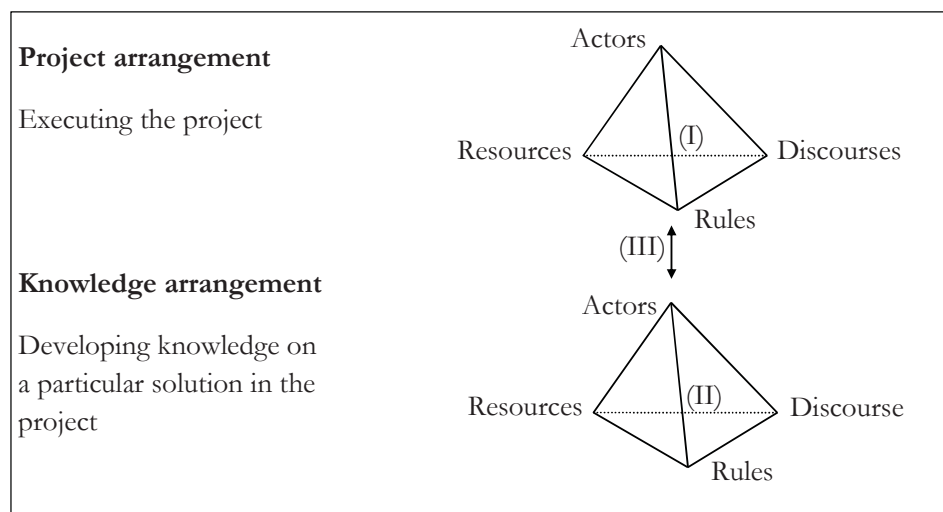 Project arrangement
Executing the project
Actors
Resources
(I)
Discourses
Rules
(III)
Knowledge arrangement
Developing knowledge on
a particular solution in the
project
Actors
Resources
(II)
Discourse
Rules